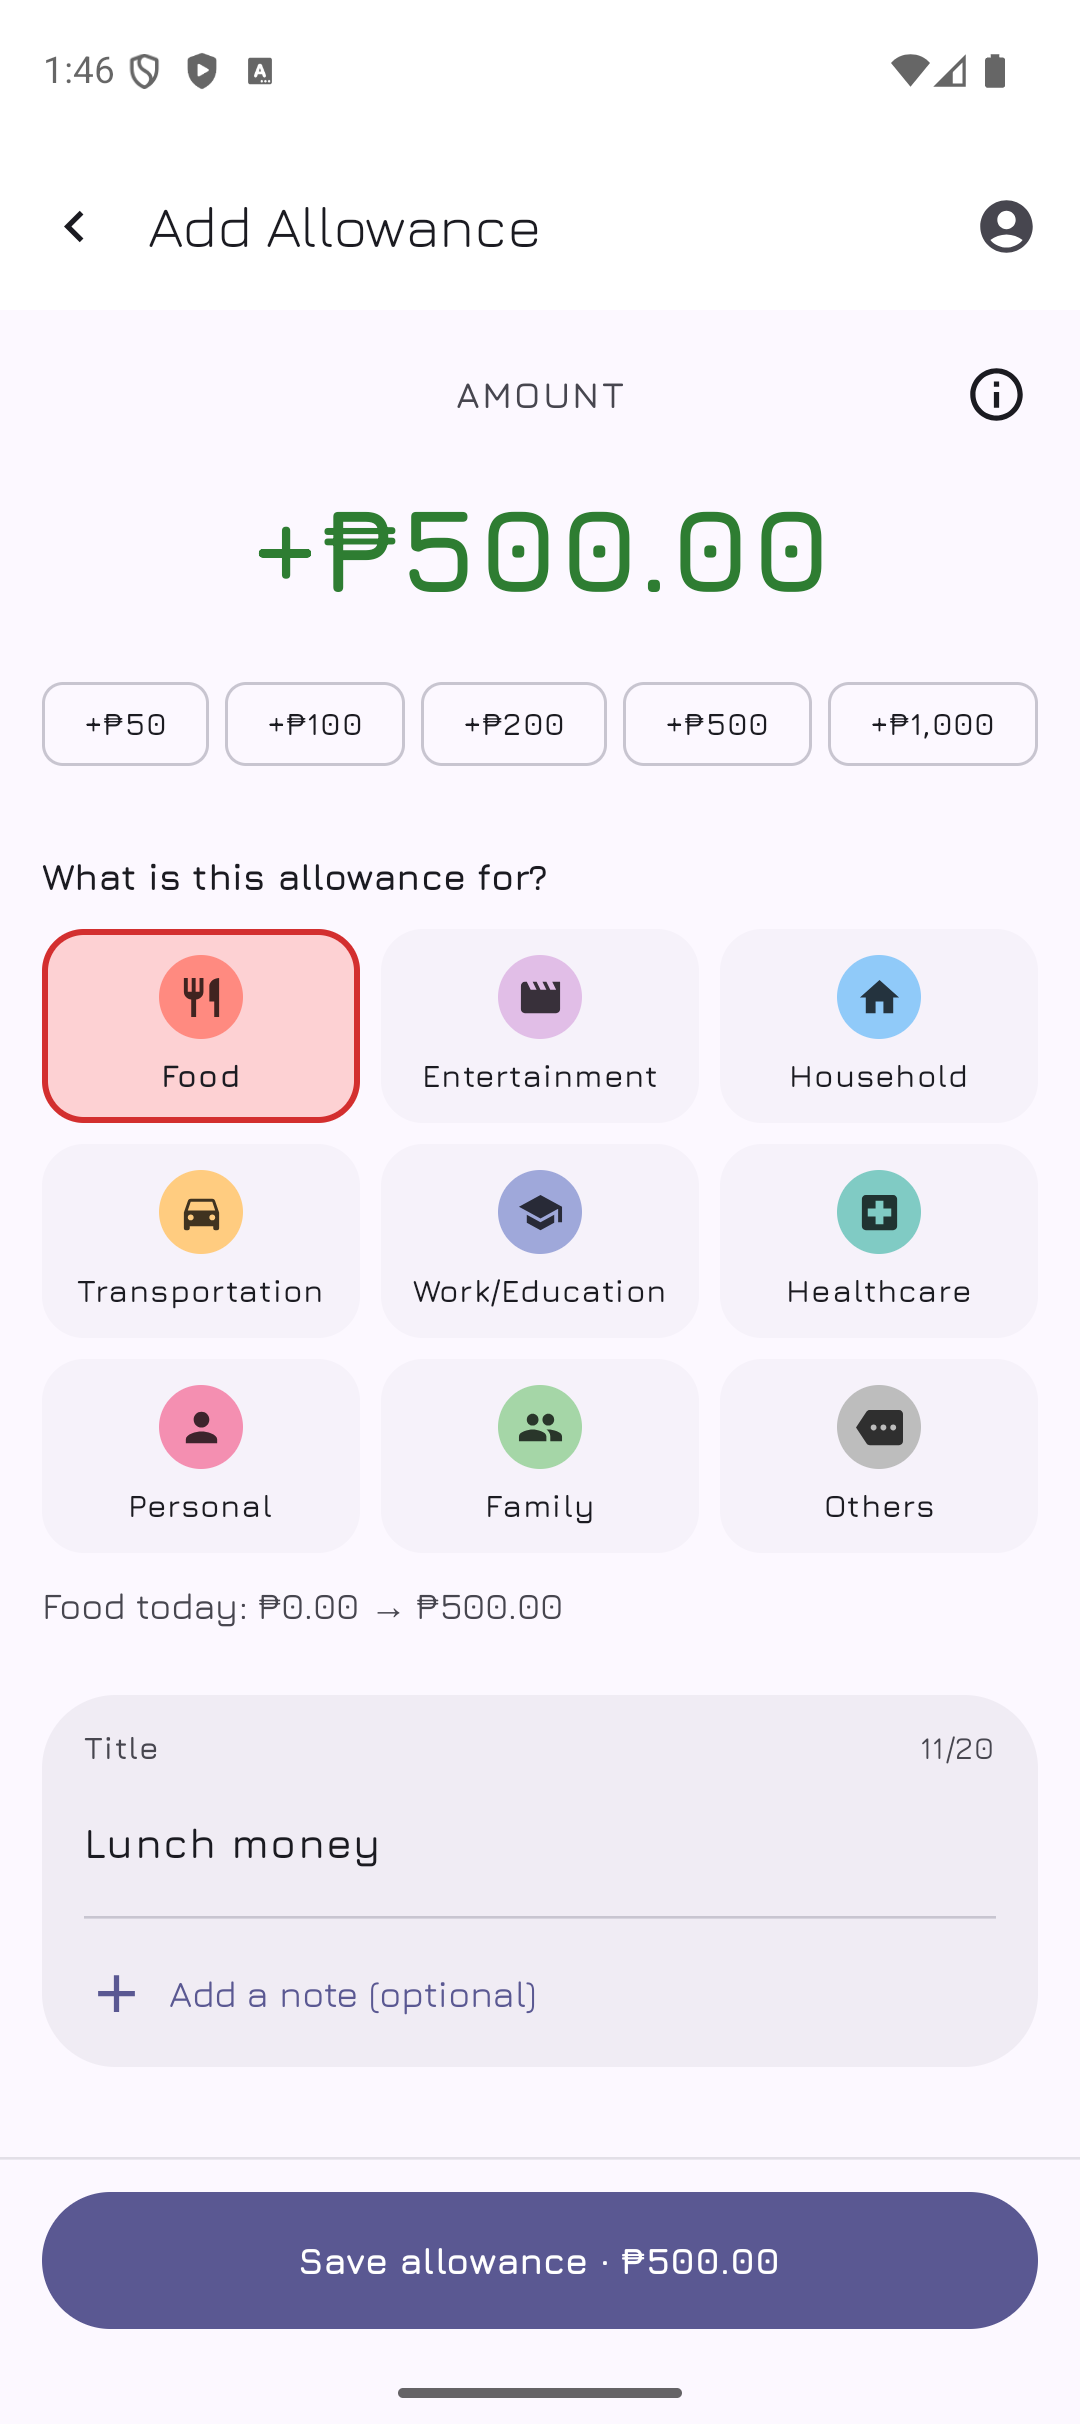 1:46
Add Allowance
AMOUNT
+₱500.00
+₱50 +₱100 +₱200 +₱500 +₱1,000
What is this allowance for?
Food Entertainment Household
Transportation Work/Education Healthcare
Personal Family Others
Food today: ₱0.00 → ₱500.00
Title 11/20
Lunch money
Add a note (optional)
Save allowance · ₱500.00